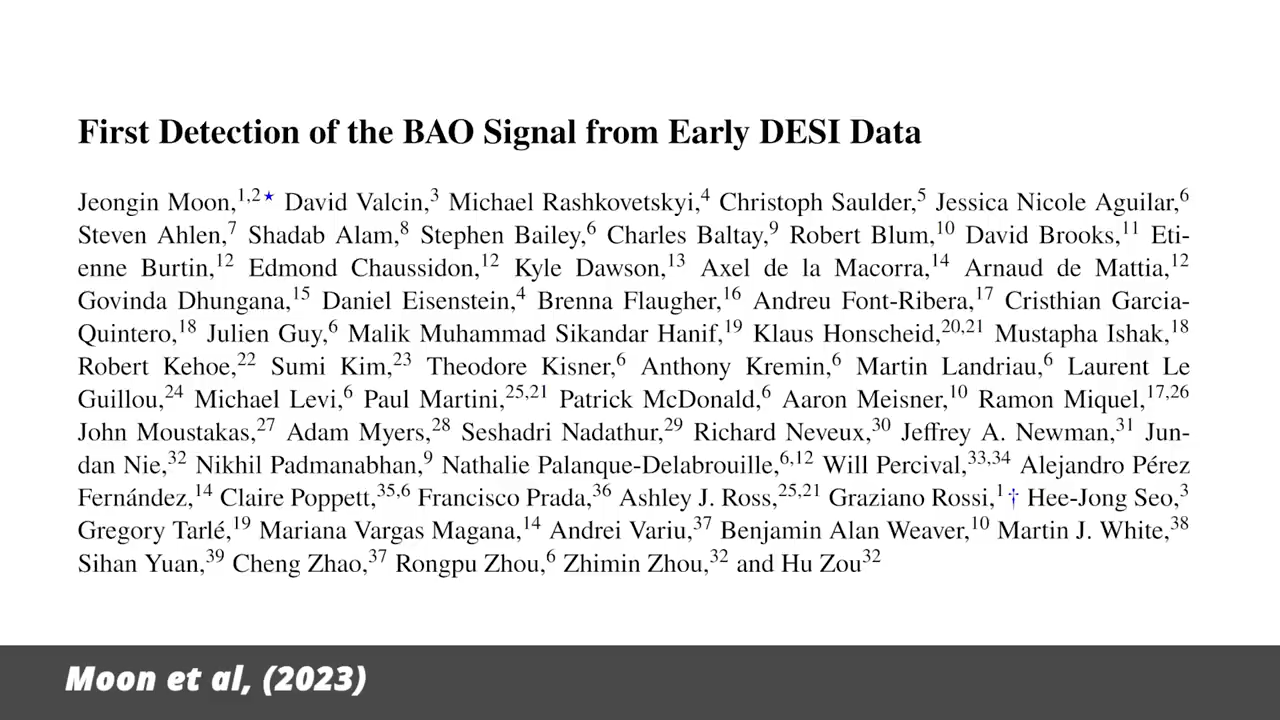 First Detection of the BAO Signal from Early DESI Data
Jeongin Moon,1,2⋆ David Valcin,3 Michael Rashkovetskyi,4 Christoph Saulder,5 Jessica Nicole Aguilar,6
Steven Ahlen,7 Shadab Alam,8 Stephen Bailey,6 Charles Baltay,9 Robert Blum,10 David Brooks,11 Eti-
enne Burtin,12 Edmond Chaussidon,12 Kyle Dawson,13 Axel de la Macorra,14 Arnaud de Mattia,12
Govinda Dhungana,15 Daniel Eisenstein,4 Brenna Flaugher,16 Andreu Font-Ribera,17 Cristhian Garcia-
Quintero,18 Julien Guy,6 Malik Muhammad Sikandar Hanif,19 Klaus Honscheid,20,21 Mustapha Ishak,18
Robert Kehoe,22 Sumi Kim,23 Theodore Kisner,6 Anthony Kremin,6 Martin Landriau,6 Laurent Le
Guillou,24 Michael Levi,6 Paul Martini,25,21 Patrick McDonald,6 Aaron Meisner,10 Ramon Miquel,17,26
John Moustakas,27 Adam Myers,28 Seshadri Nadathur,29 Richard Neveux,30 Jeffrey A. Newman,31 Jun-
dan Nie,32 Nikhil Padmanabhan,9 Nathalie Palanque-Delabrouille,6,12 Will Percival,33,34 Alejandro Pérez
Fernández,14 Claire Poppett,35,6 Francisco Prada,36 Ashley J. Ross,25,21 Graziano Rossi,1† Hee-Jong Seo,3
Gregory Tarlé,19 Mariana Vargas Magana,14 Andrei Variu,37 Benjamin Alan Weaver,10 Martin J. White,38
Sihan Yuan,39 Cheng Zhao,37 Rongpu Zhou,6 Zhimin Zhou,32 and Hu Zou32
Moon et al, (2023)